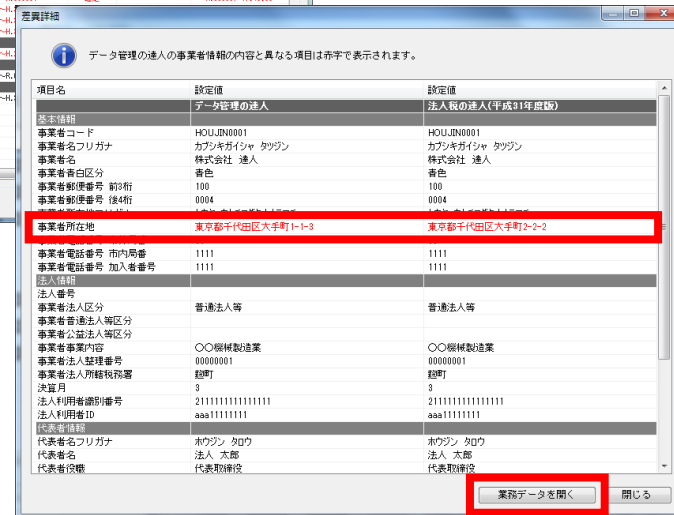 差異詳細
データ管理の達人の事業者情報の内容と異なる項目は赤字で表示されます。
項目名 設定値 設定値
データ管理の達人 法人税の達人(平成31年度版)
基本情報
事業者コード HOUJIN0001 HOUJIN0001
事業者名フリガナ カブシキガイシャ タツジン カブシキガイシャ タツジン
事業者名 株式会社 達人 株式会社 達人
事業者青白区分 青色 青色
事業者郵便番号 前3桁 100 100
事業者郵便番号 後4桁 0004 0004
事業者所在地 東京都千代田区大手町1-1-3 東京都千代田区大手町2-2-2
事業者電話番号 市内局番 1111 1111
事業者電話番号 加入者番号 1111 1111
法人情報
法人番号
事業者法人区分 普通法人等 普通法人等
事業者普通法人等区分
事業者公益法人等区分
事業者事業内容 〇〇機械製造業 〇〇機械製造業
事業者法人整理番号 00000001 00000001
事業者法人所轄税務署 麹町 麹町
決算月 3 3
法人利用者識別番号 2111111111111111 2111111111111111
法人利用者ID aaa11111111 aaa11111111
代表者情報
代表者名フリガナ ホウジン タロウ ホウジン タロウ
代表者名 法人 太郎 法人 太郎
代表者役職 代表取締役 代表取締役
業務データを開く 閉じる